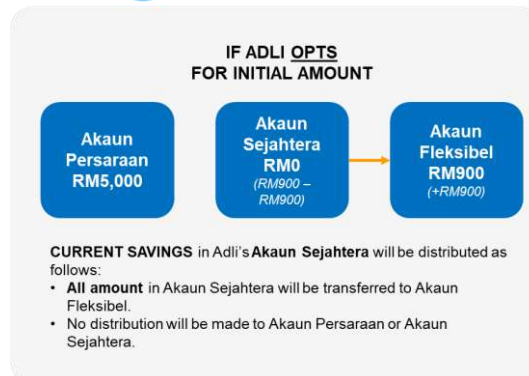 IF ADLI OPTS
FOR INITIAL AMOUNT
Akaun
Persaraan
RM5,000
Akaun
Sejahtera
RM0
(RM900 –
RM900)
Akaun
Fleksibel
RM900
(+RM900)
CURRENT SAVINGS in Adli's Akaun Sejahtera will be distributed as
follows:
• All amount in Akaun Sejahtera will be transferred to Akaun
Fleksibel.
• No distribution will be made to Akaun Persaraan or Akaun
Sejahtera.